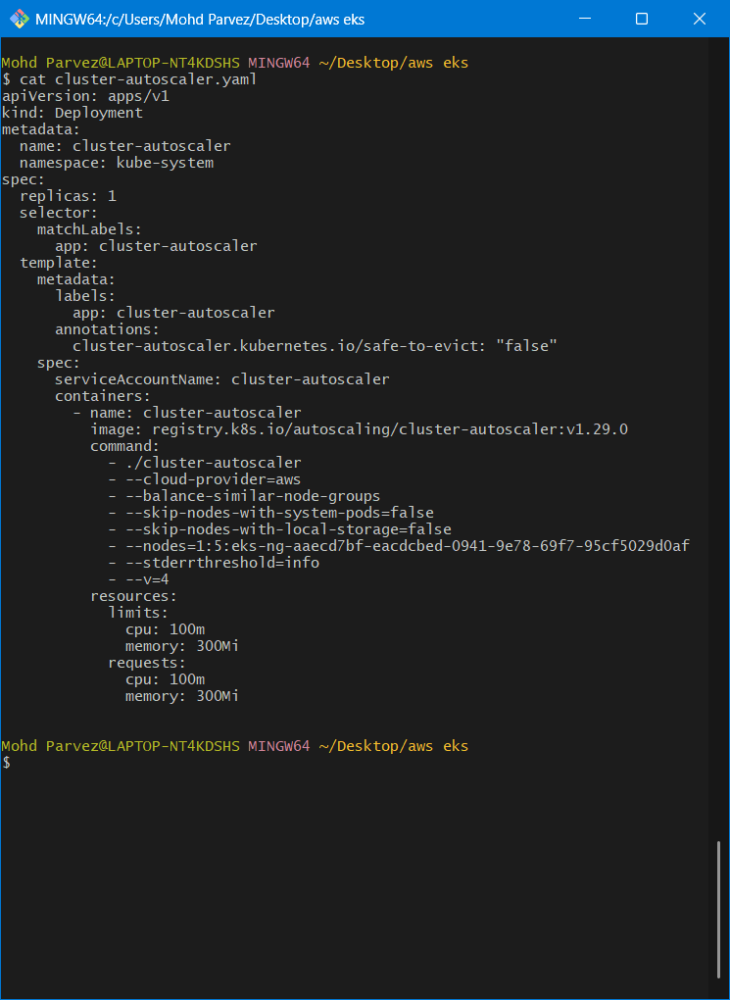 MINGW64:/c/Users/Mohd Parvez/Desktop/aws eks
Mohd Parvez@LAPTOP-NT4KDSHS MINGW64 ~/Desktop/aws eks
$ cat cluster-autoscaler.yaml
apiVersion: apps/v1
kind: Deployment
metadata:
  name: cluster-autoscaler
  namespace: kube-system
spec:
  replicas: 1
  selector:
    matchLabels:
      app: cluster-autoscaler
  template:
    metadata:
      labels:
        app: cluster-autoscaler
      annotations:
        cluster-autoscaler.kubernetes.io/safe-to-evict: "false"
    spec:
      serviceAccountName: cluster-autoscaler
      containers:
        - name: cluster-autoscaler
          image: registry.k8s.io/autoscaling/cluster-autoscaler:v1.29.0
          command:
            - ./cluster-autoscaler
            - --cloud-provider=aws
            - --balance-similar-node-groups
            - --skip-nodes-with-system-pods=false
            - --skip-nodes-with-local-storage=false
            - --nodes=1:5:eks-ng-aaecd7bf-eacdcbed-0941-9e78-69f7-95cf5029d0af
            - --stderrthreshold=info
            - --v=4
          resources:
            limits:
              cpu: 100m
              memory: 300Mi
            requests:
              cpu: 100m
              memory: 300Mi
Mohd Parvez@LAPTOP-NT4KDSHS MINGW64 ~/Desktop/aws eks
$